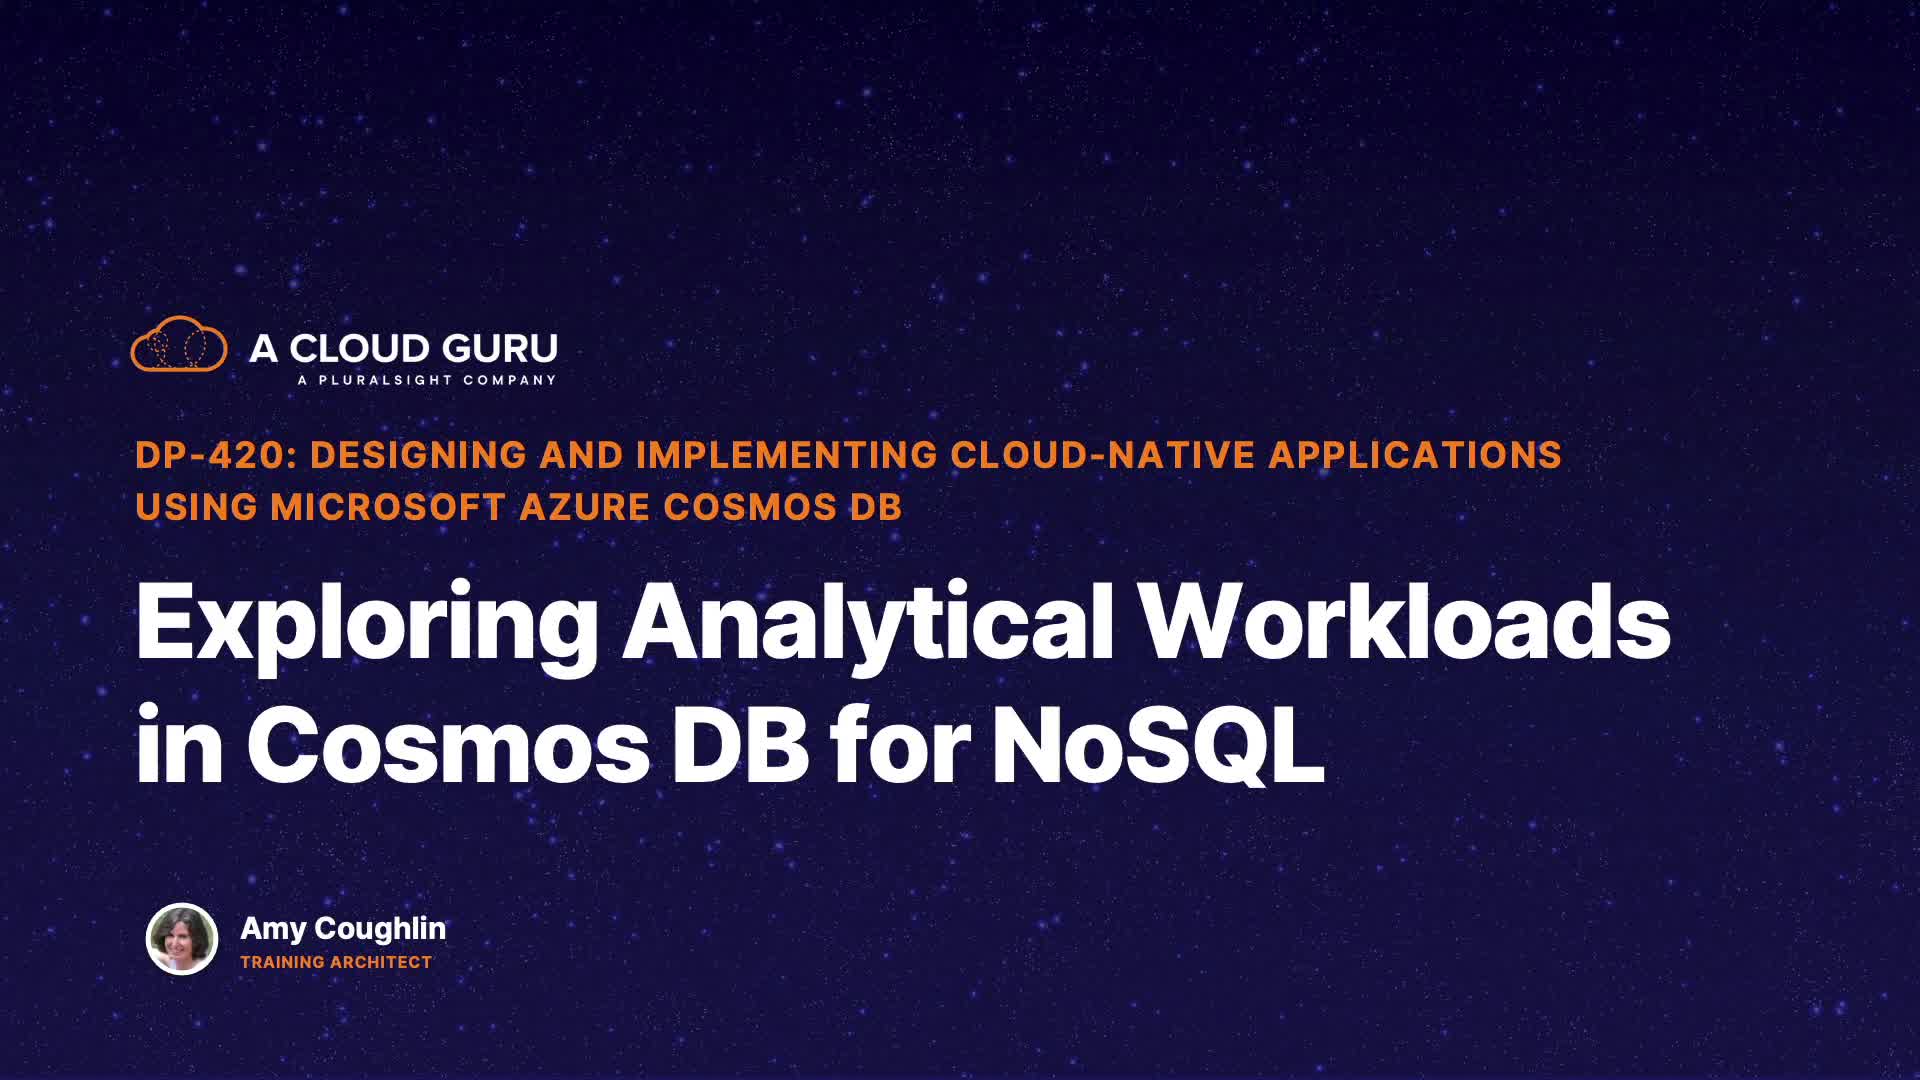 A CLOUD GURU
A PLURALSIGHT COMPANY
DP-420: DESIGNING AND IMPLEMENTING CLOUD-NATIVE APPLICATIONS
USING MICROSOFT AZURE COSMOS DB
Exploring Analytical Workloads
in Cosmos DB for NoSQL
Amy Coughlin
TRAINING ARCHITECT